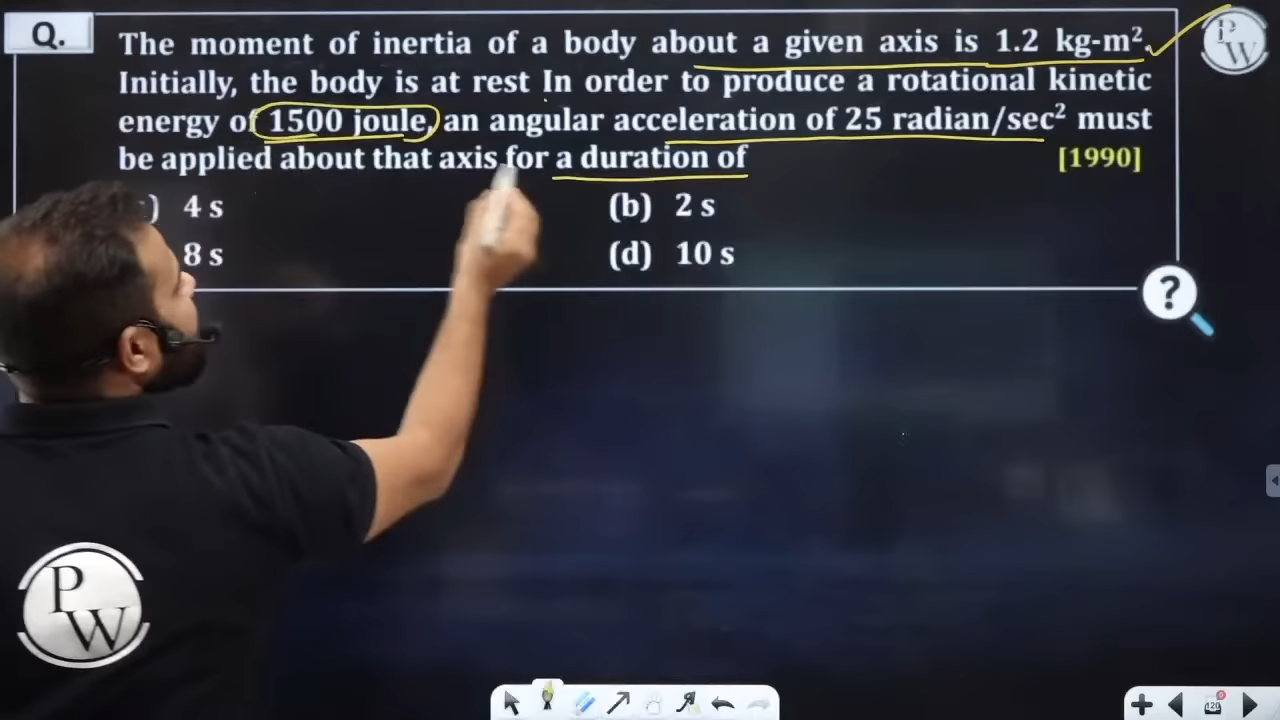 Q.
The moment of inertia of a body about a given axis is 1.2 kg-m².
Initially, the body is at rest In order to produce a rotational kinetic
energy of 1500 joule, an angular acceleration of 25 radian/sec² must
be applied about that axis for a duration of [1990]
) 4 s (b) 2 s
8 s (d) 10 s
?
P
W
P
W